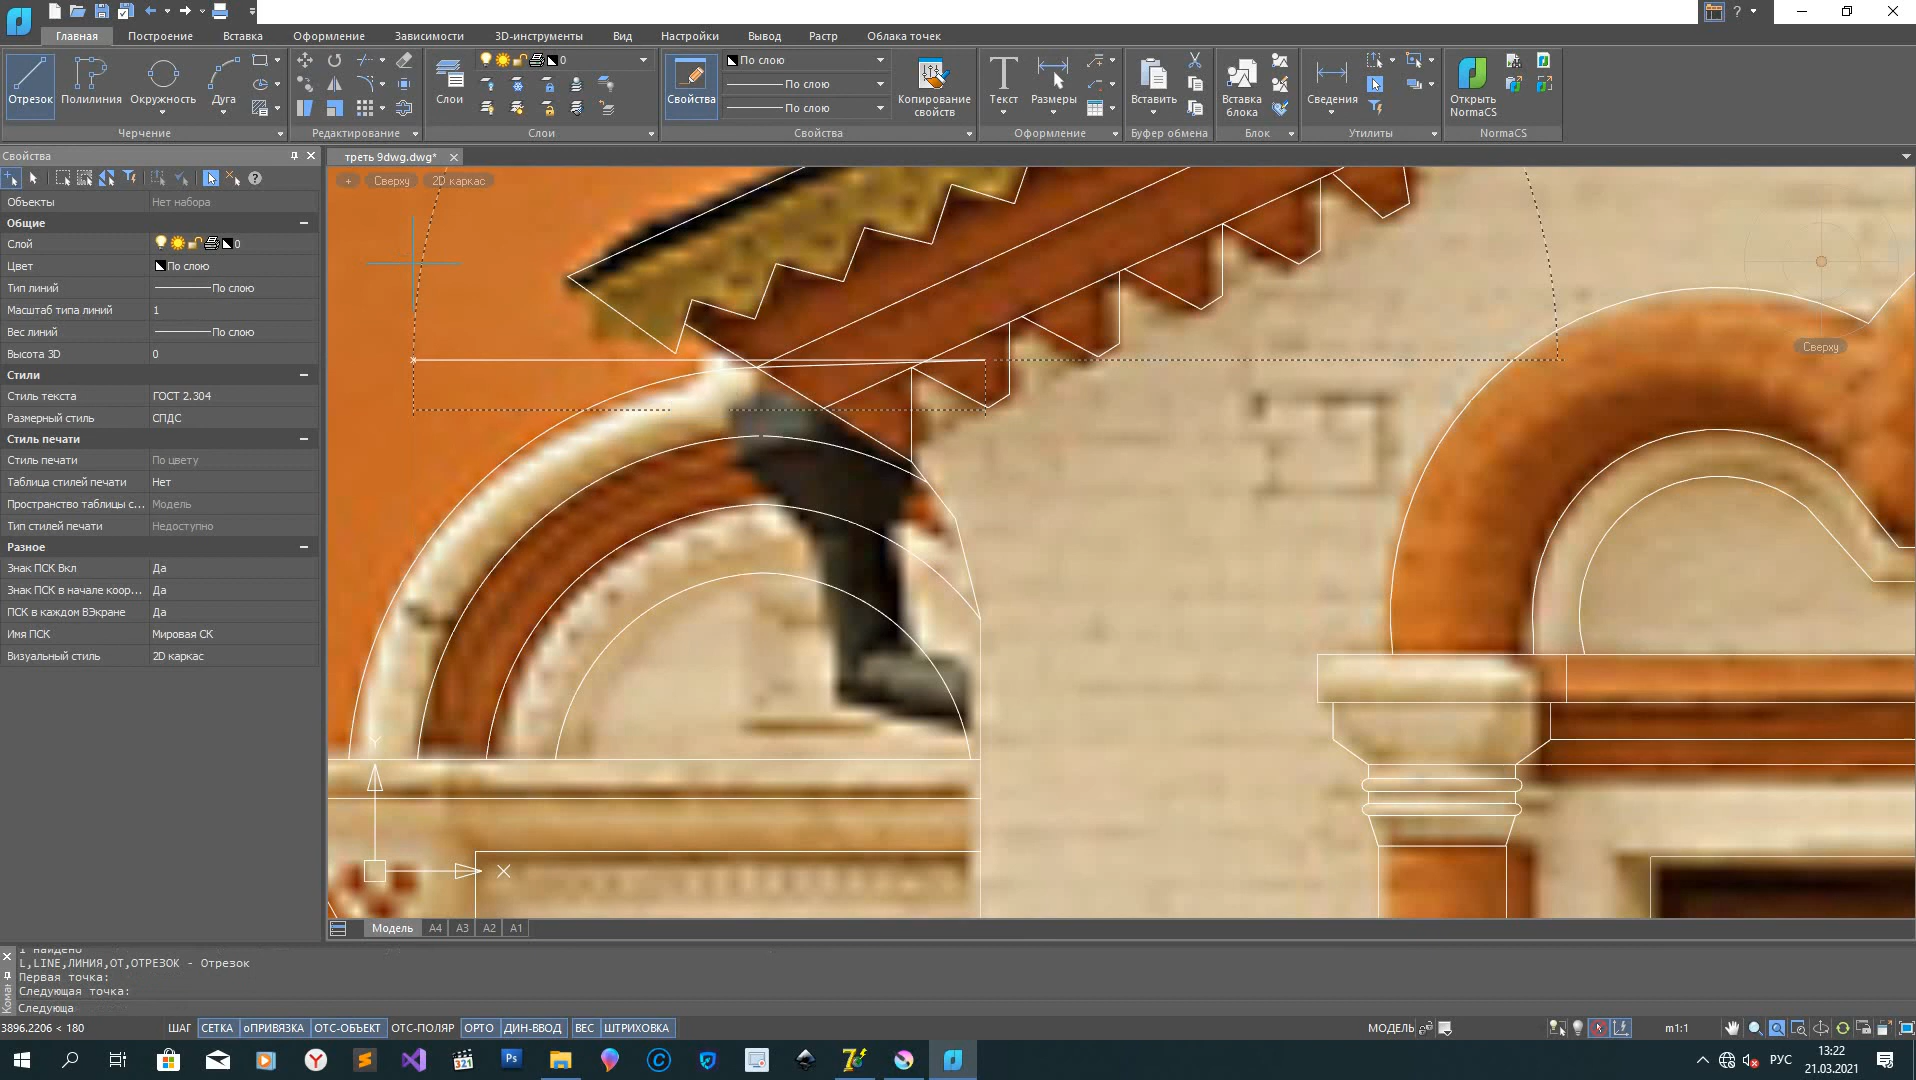 Главная Построение Вставка Оформление Зависимости 3D-инструменты Вид Настройки Вывод Растр Облака точек
Отрезок Полилиния Окружность Дуга
Черчение
Редактирование
Слои
0
Слои
Свойства
По слою
По слою
По слою
Копирование свойств
Свойства
Текст Размеры
Оформление
Вставить
Буфер обмена
Вставка блока
Блок
Сведения
Утилиты
Открыть NormaCS
NormaCS
Свойства
треть 9dwg.dwg*
+ Сверху 2D каркас
Объекты Нет набора
Общие
Слой 0
Цвет По слою
Тип линий По слою
Масштаб типа линий 1
Вес линий По слою
Высота 3D 0
Стили
Стиль текста ГОСТ 2.304
Размерный стиль СПДС
Стиль печати
Стиль печати По цвету
Таблица стилей печати Нет
Пространство таблицы с... Модель
Тип стилей печати Недоступно
Разное
Знак ПСК Вкл Да
Знак ПСК в начале коор... Да
ПСК в каждом ВЭкране Да
Имя ПСК Мировая СК
Визуальный стиль 2D каркас
Сверху
Y
X
Модель A4 A3 A2 A1
1 найдено
L,LINE,ЛИНИЯ,ОТ,ОТРЕЗОК - Отрезок
Первая точка:
Следующая точка:
Следующа
3896.2206 < 180 ШАГ СЕТКА оПРИВЯЗКА ОТС-ОБЪЕКТ ОТС-ПОЛЯР ОРТО ДИН-ВВОД ВЕС ШТРИХОВКА МОДЕЛЬ m1:1
321
Ps
РУС
13:22
21.03.2021